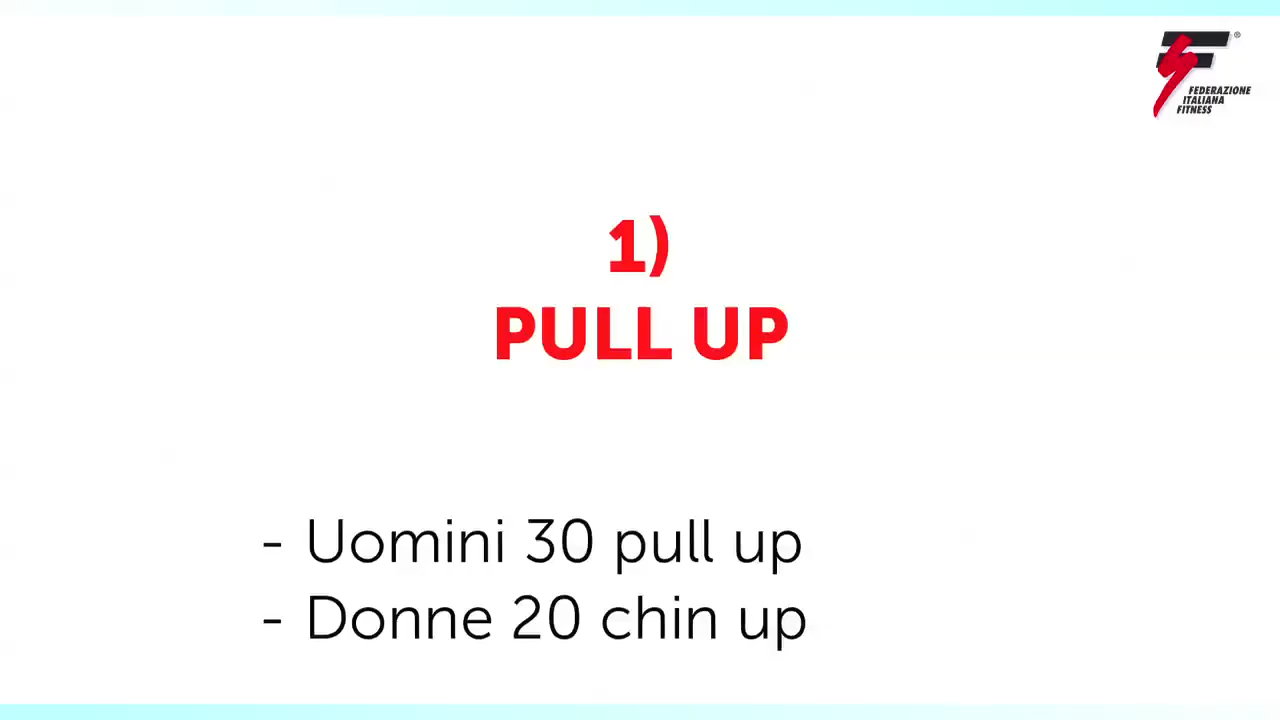 ®
FEDERAZIONE
ITALIANA
FITNESS
1)
PULL UP
- Uomini 30 pull up
- Donne 20 chin up